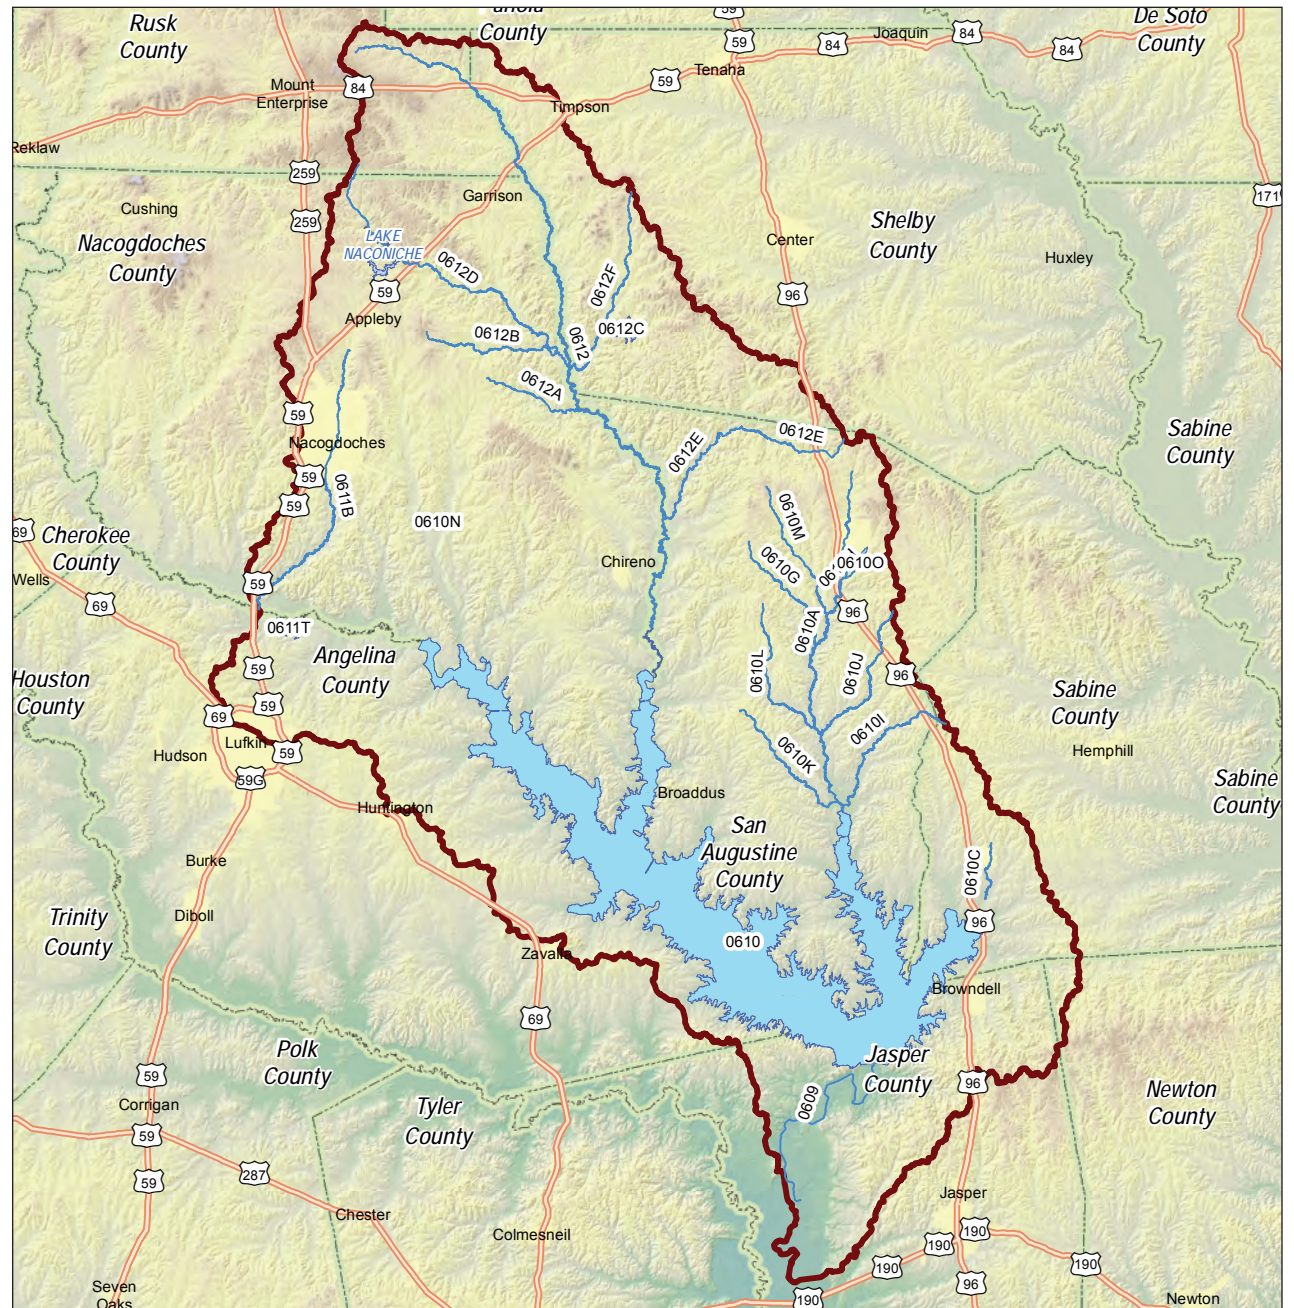 Rusk
County
County
59
De Soto
County
Joaquin
84
84
84
59
Tenaha
59
Mount
Enterprise
84
Timpson
Reklaw
259
171
Garrison
Cushing
259
Nacogdoches
County
LAKE
NACONICHE
Shelby
County
Center
Huxley
0612D
0612F
59
96
Appleby
0612B
0612
0612C
0612A
59
Nacogdoches
0612E
0612E
Sabine
County
59
0611B
59
0610N
0610M
69
Cherokee
County
Chireno
0610G
0610O
Wells
59
69
96
0611T
0610A
Angelina
County
59
0610L
0610J
96
Houston
County
Sabine
County
59
69
Lufkin
59
Hudson
0610I
0610K
Hemphill
59G
Sabine
County
Huntington
Broaddus
San
Augustine
County
Burke
0610C
Diboll
Trinity
County
96
0610
Zavalla
Browndell
69
Polk
County
Jasper
County
59
96
Corrigan
Tyler
County
0609
Newton
County
59
287
59
Jasper
Chester
Colmesneil
190
190
190
190
96
Seven
Oaks
190
Newton